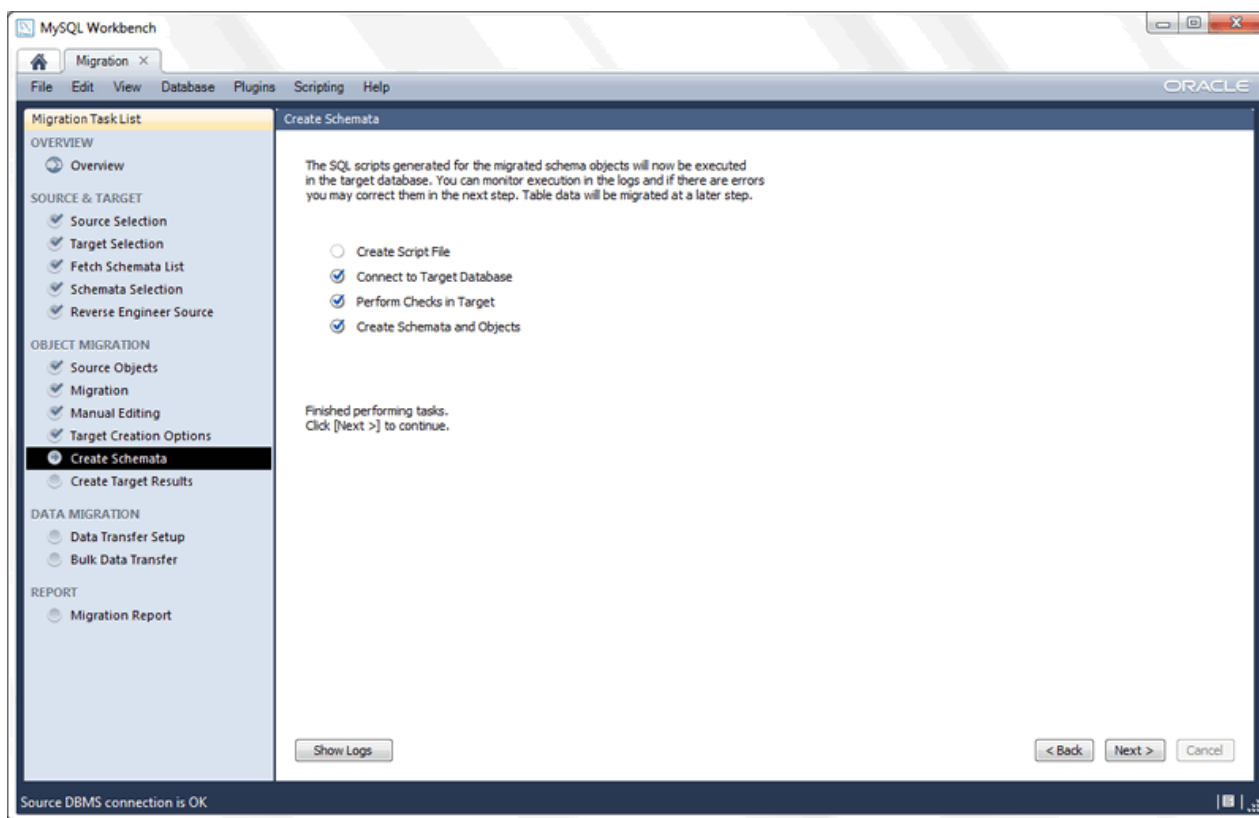 MySQL Workbench
Migration
File Edit View Database Plugins Scripting Help
ORACLE
Migration Task List
OVERVIEW
Overview
SOURCE & TARGET
Source Selection
Target Selection
Fetch Schemata List
Schemata Selection
Reverse Engineer Source
OBJECT MIGRATION
Source Objects
Migration
Manual Editing
Target Creation Options
Create Schemata
Create Target Results
DATA MIGRATION
Data Transfer Setup
Bulk Data Transfer
REPORT
Migration Report
Create Schemata
The SQL scripts generated for the migrated schema objects will now be executed
in the target database. You can monitor execution in the logs and if there are errors
you may correct them in the next step. Table data will be migrated at a later step.
Create Script File
Connect to Target Database
Perform Checks in Target
Create Schemata and Objects
Finished performing tasks.
Click [Next >] to continue.
Show Logs
< Back Next > Cancel
Source DBMS connection is OK